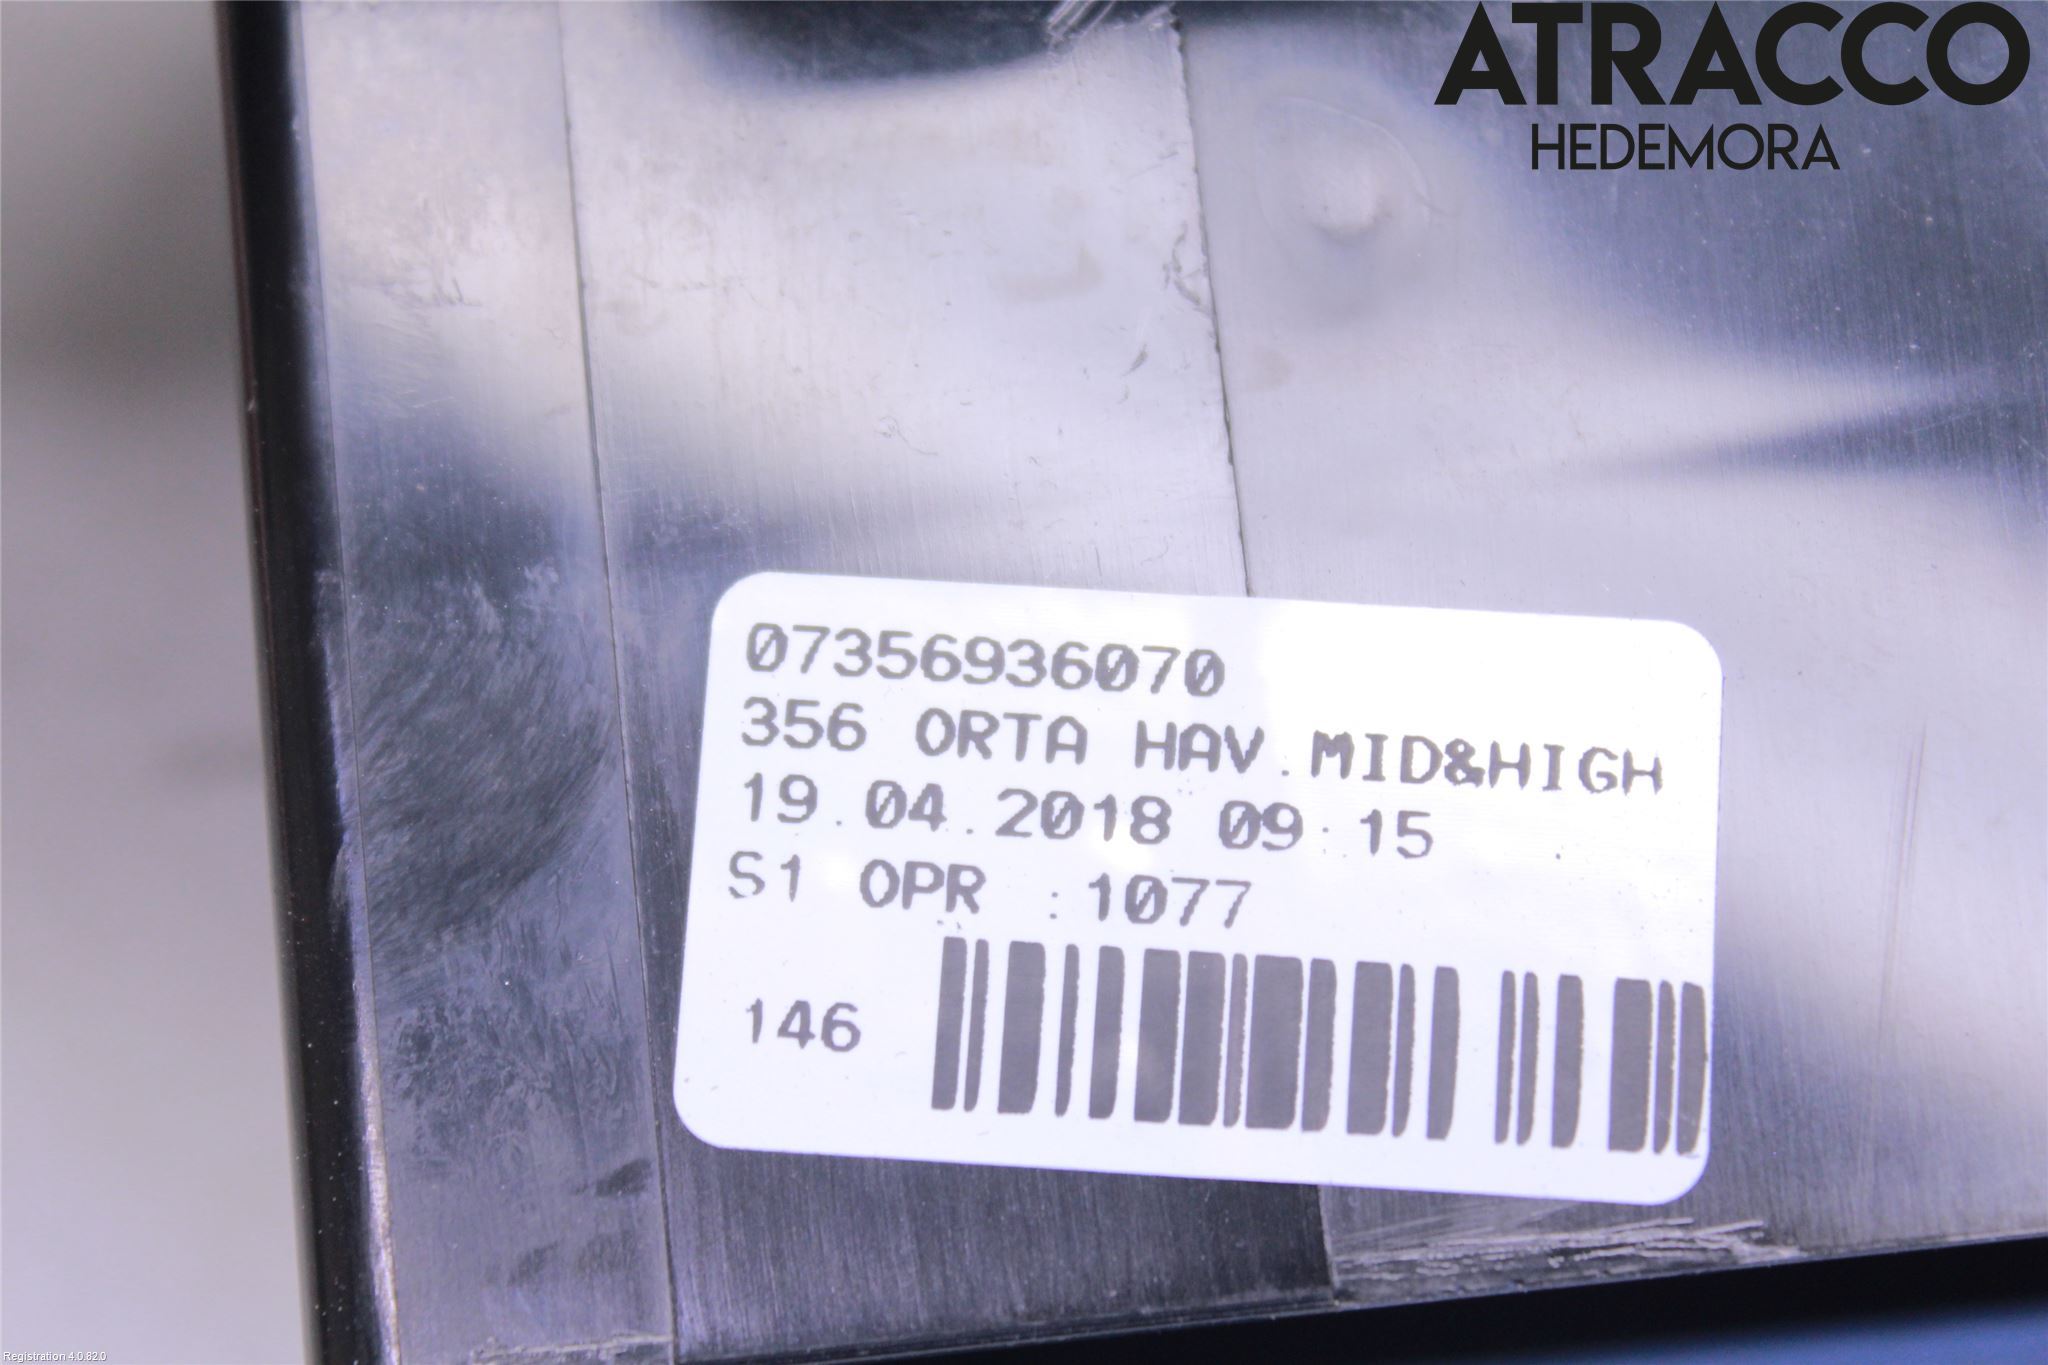 ATRACCO
HEDEMORA
07356936070
356 ORTA HAV.MID&HIGH
19.04.2018 09:15
S1 OPR :1077
146
Registration 4.0.82.0